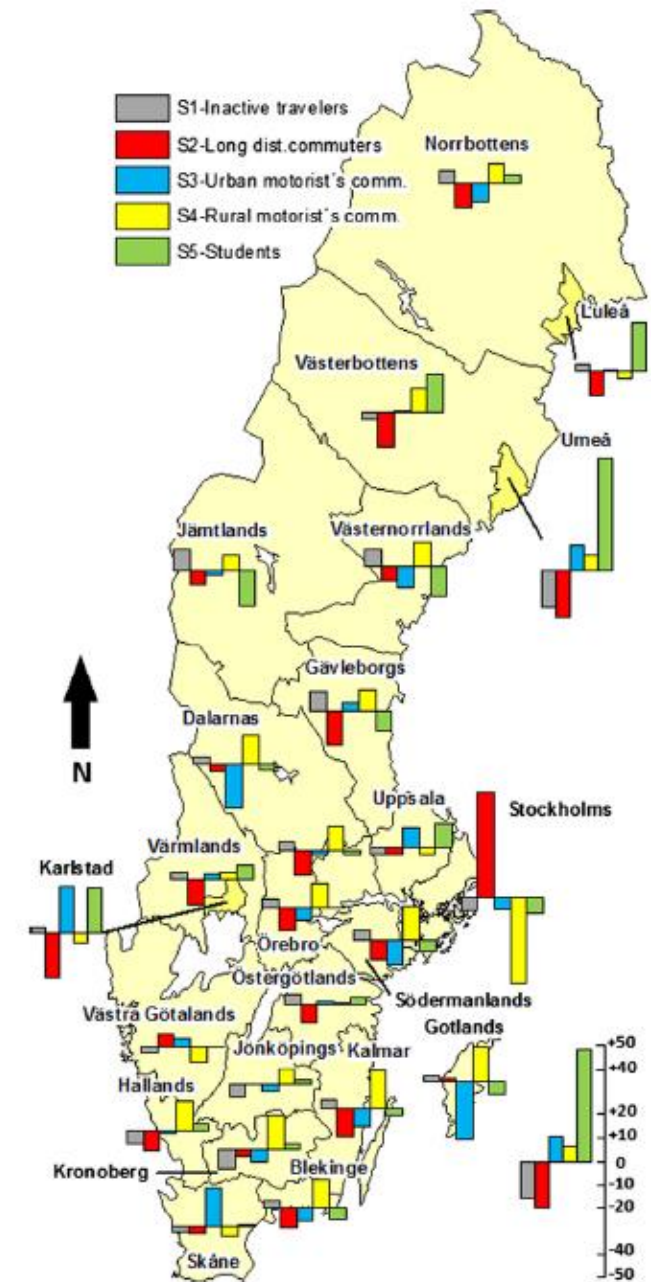 S1-Inactive travelers
S2-Long dist.commuters
S3-Urban motorist´s comm.
S4-Rural motorist´s comm.
S5-Students
Norrbottens
Luleå
Västerbottens
Umeå
Jämtlands
Västernorrlands
Gävleborgs
Dalarnas
N
Uppsala
Stockholms
Värmlands
Karlstad
Örebro
Östergötlands
Södermanlands
Västra Götalands
Gotlands
Jönköpings
Kalmar
Hallands
Kronoberg
Blekinge
Skåne
+50
+40
+20
+10
0
-10
-20
-40
-50